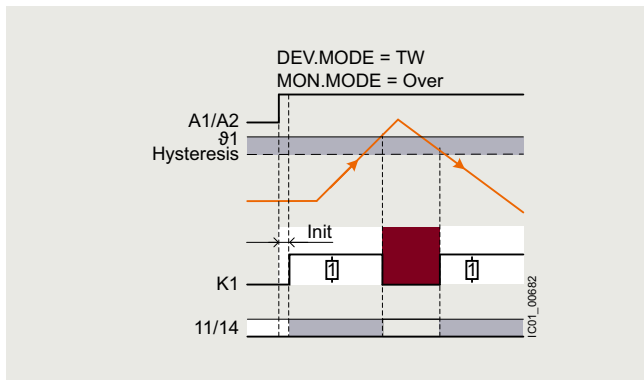 DEV.MODE = TW
MON.MODE = Over
A1/A2
ϑ1
Hysteresis
Init
1
1
K1
11/14
IC01_00682